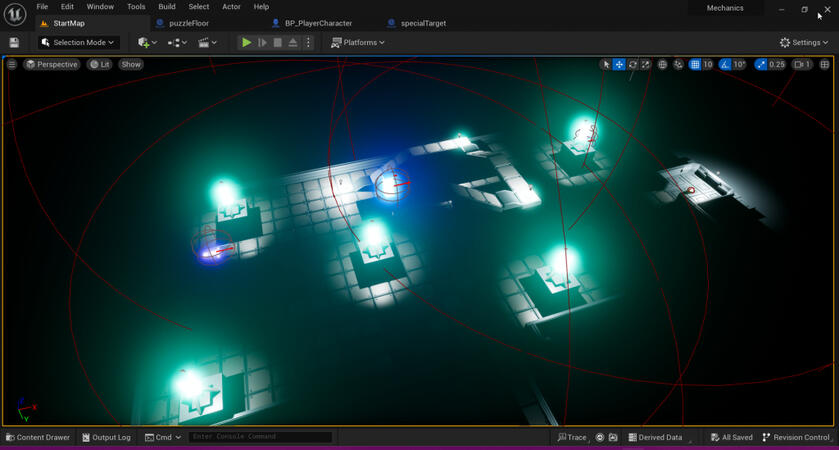 File Edit Window Tools Build Select Actor Help
Mechanics
StartMap puzzleFloor BP_PlayerCharacter specialTarget
Selection Mode Platforms Settings
Perspective Lit Show 10 10° 0.25 1
X
Y
Content Drawer Output Log Cmd Enter Console Command Trace Derived Data All Saved Revision Control